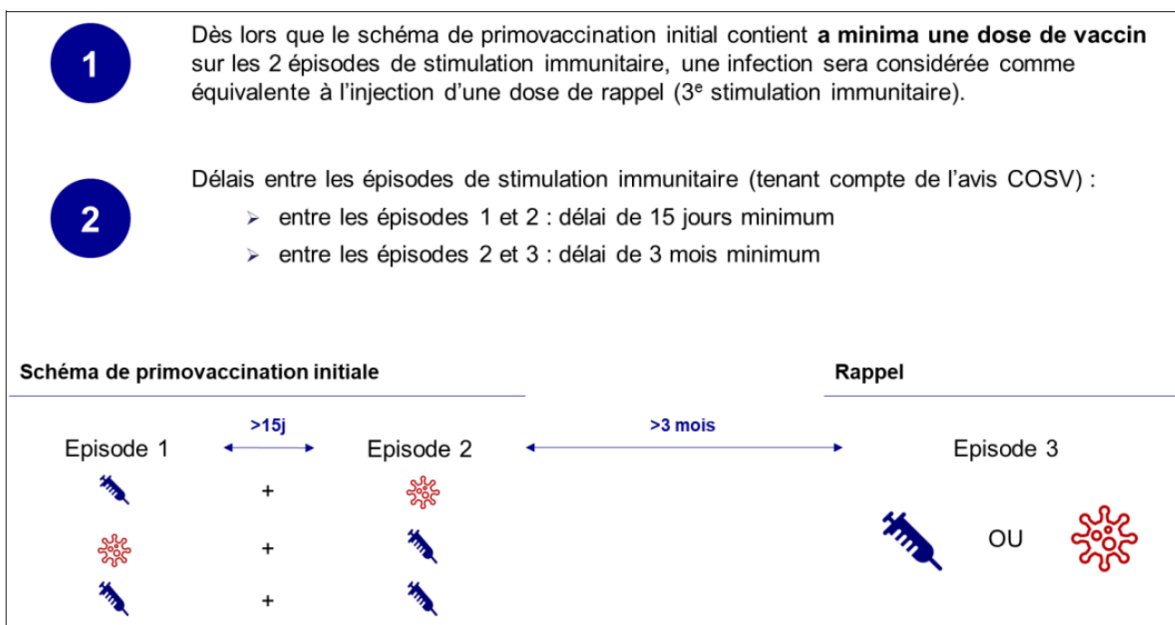 1
Dès lors que le schéma de primovaccination initial contient a minima une dose de vaccin
sur les 2 épisodes de stimulation immunitaire, une infection sera considérée comme
équivalente à l’injection d’une dose de rappel (3e stimulation immunitaire).
2
Délais entre les épisodes de stimulation immunitaire (tenant compte de l’avis COSV) :
➢ entre les épisodes 1 et 2 : délai de 15 jours minimum
➢ entre les épisodes 2 et 3 : délai de 3 mois minimum
Schéma de primovaccination initiale
Rappel
Episode 1
>15j
Episode 2
>3 mois
Episode 3
+
+
+
OU